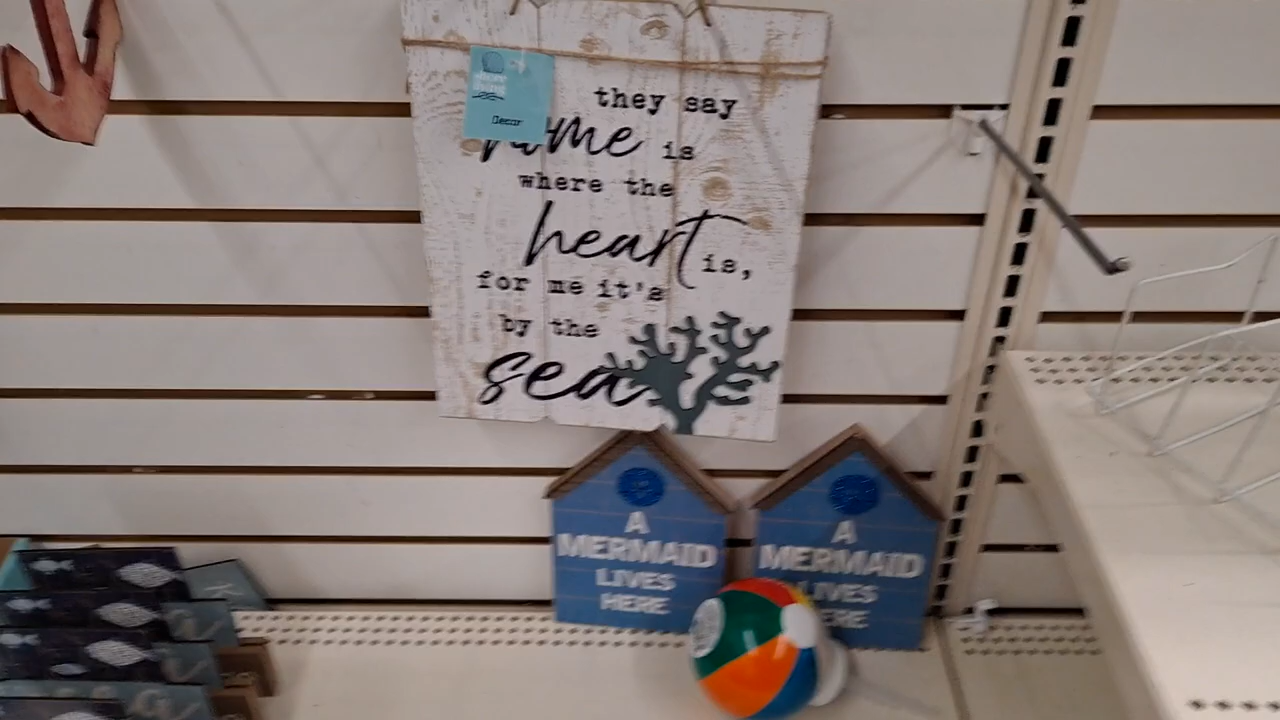 Decor
they say
home is
where the
heart is,
for me it's
by the
sea
A
MERMAID
LIVES
HERE
A
MERMAID
LIVES
HERE